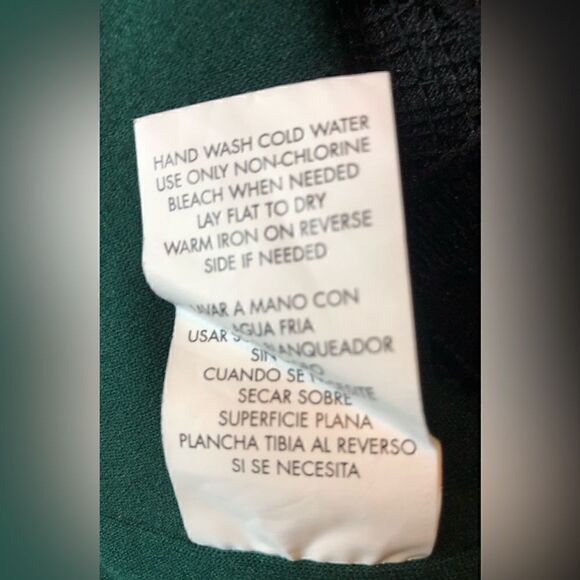 HAND WASH COLD WATER
USE ONLY NON-CHLORINE
BLEACH WHEN NEEDED
LAY FLAT TO DRY
WARM IRON ON REVERSE
SIDE IF NEEDED
A MANO CON
USAR AGUA FRIA
CUANDO SE
SECAR SOBRE
SUPERFICIE PLANA
PLANCHA TIBIA AL REVERSO
SI SE NECESITA